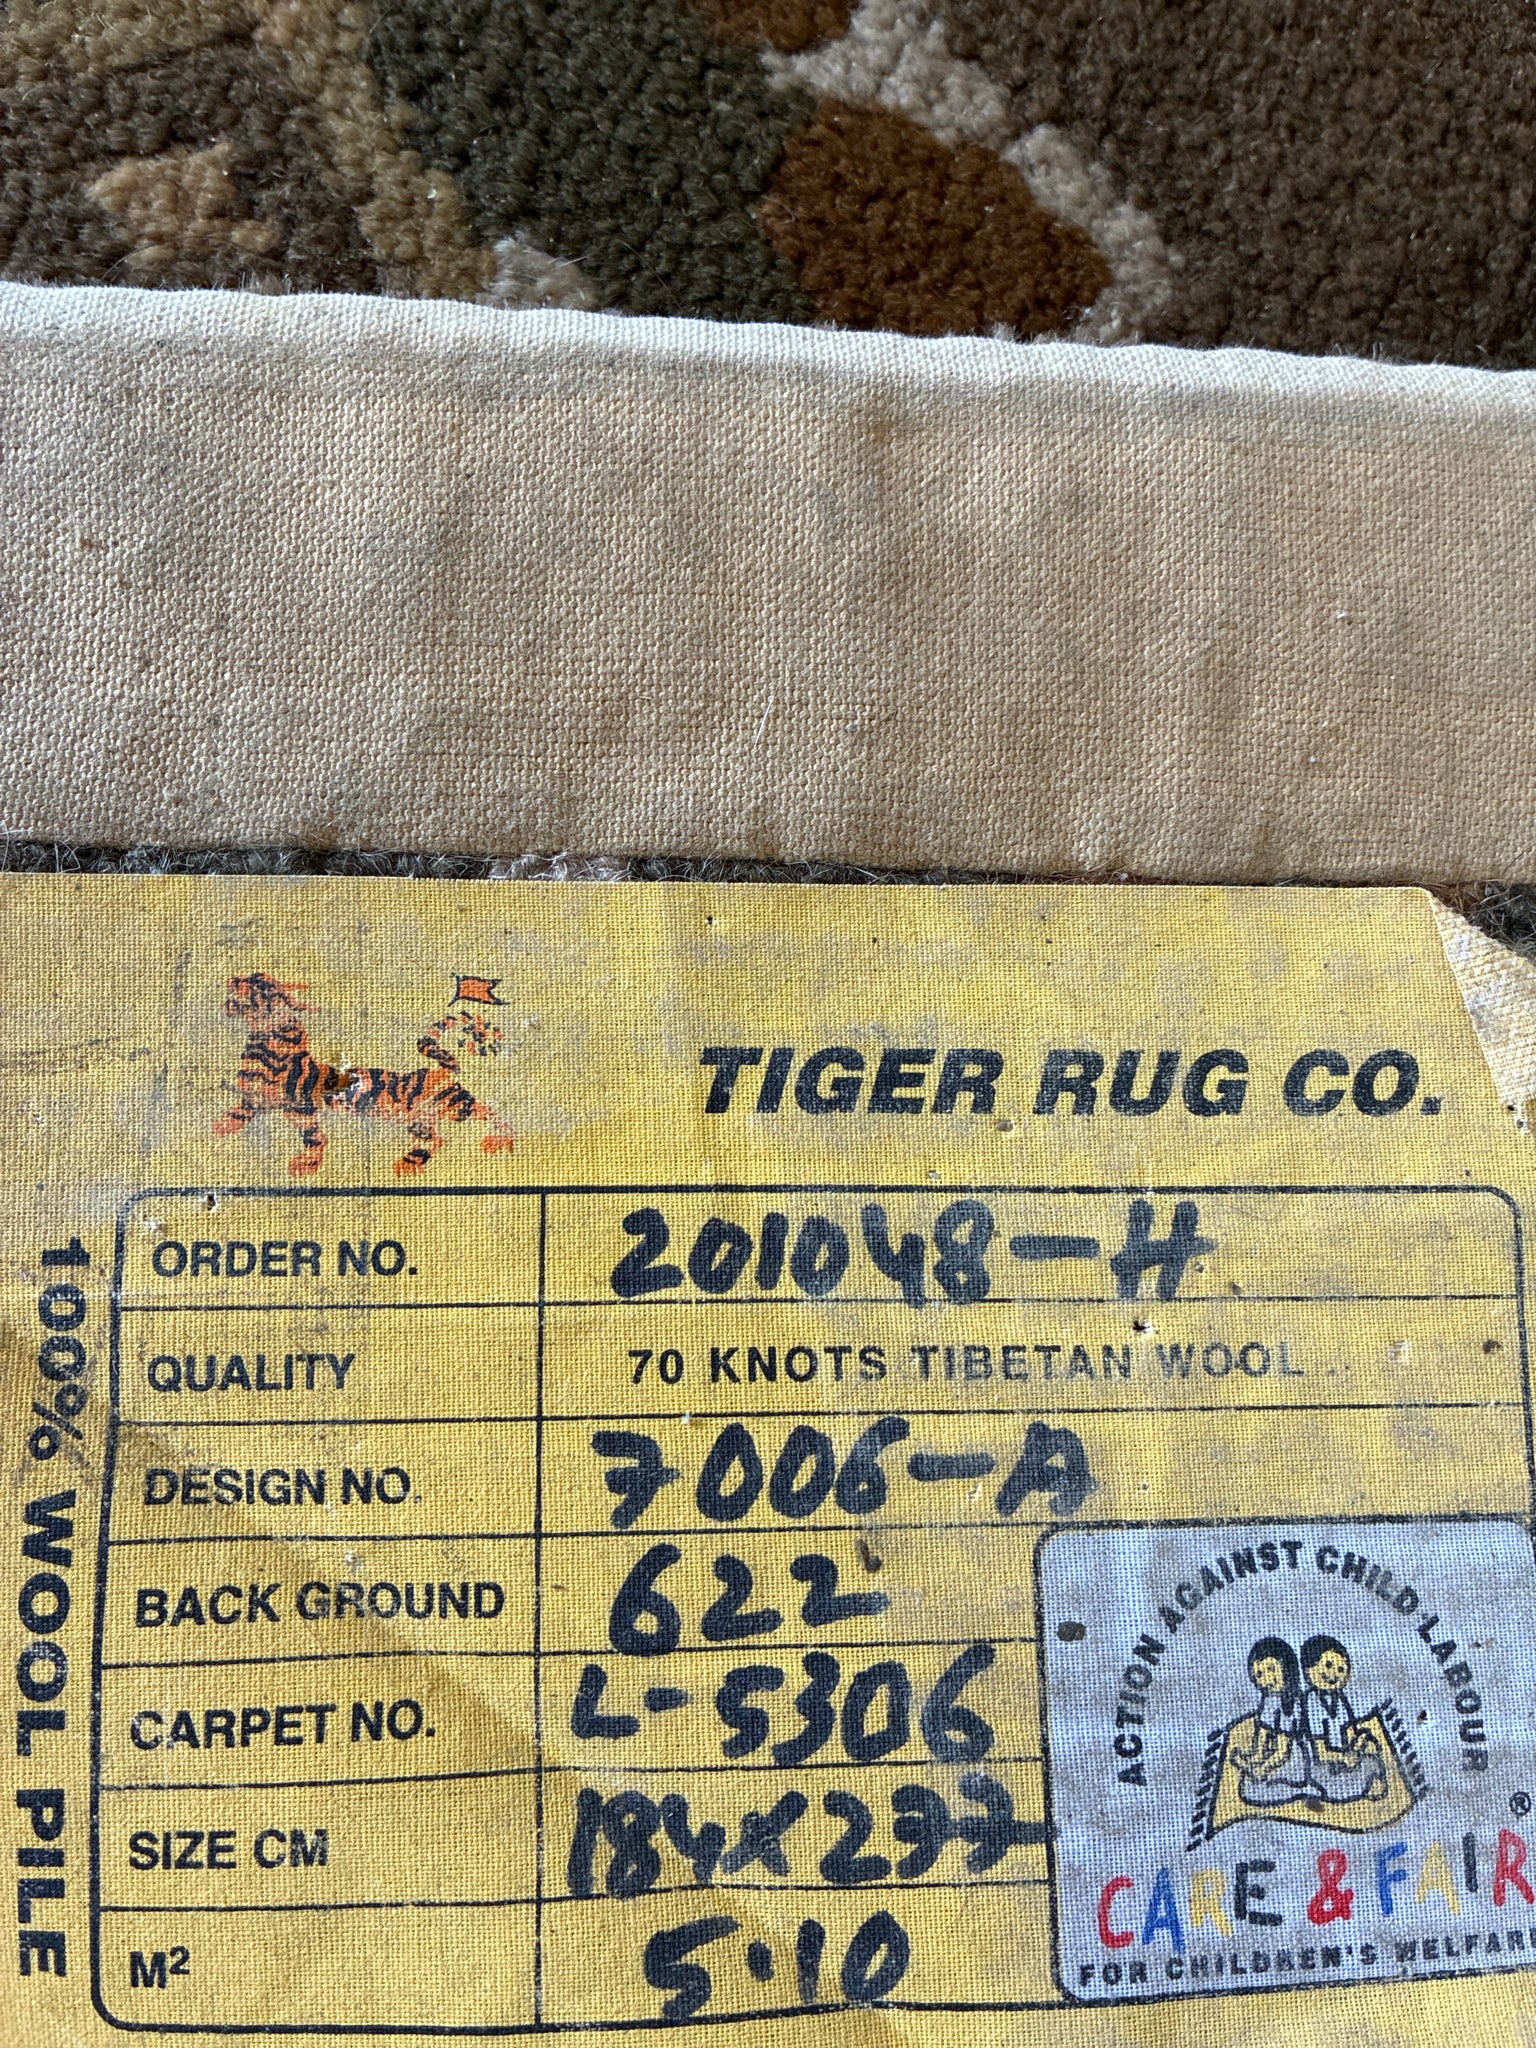 TIGER RUG CO.
100% WOOL PILE
ORDER NO. 201048-H
QUALITY 70 KNOTS TIBETAN WOOL
DESIGN NO. 7006-A
BACK GROUND 622
CARPET NO. L-5306
SIZE CM 184x277
M² 5.10
ACTION AGAINST CHILD LABOUR
CARE & FAIR®
FOR CHILDREN'S WELFARE